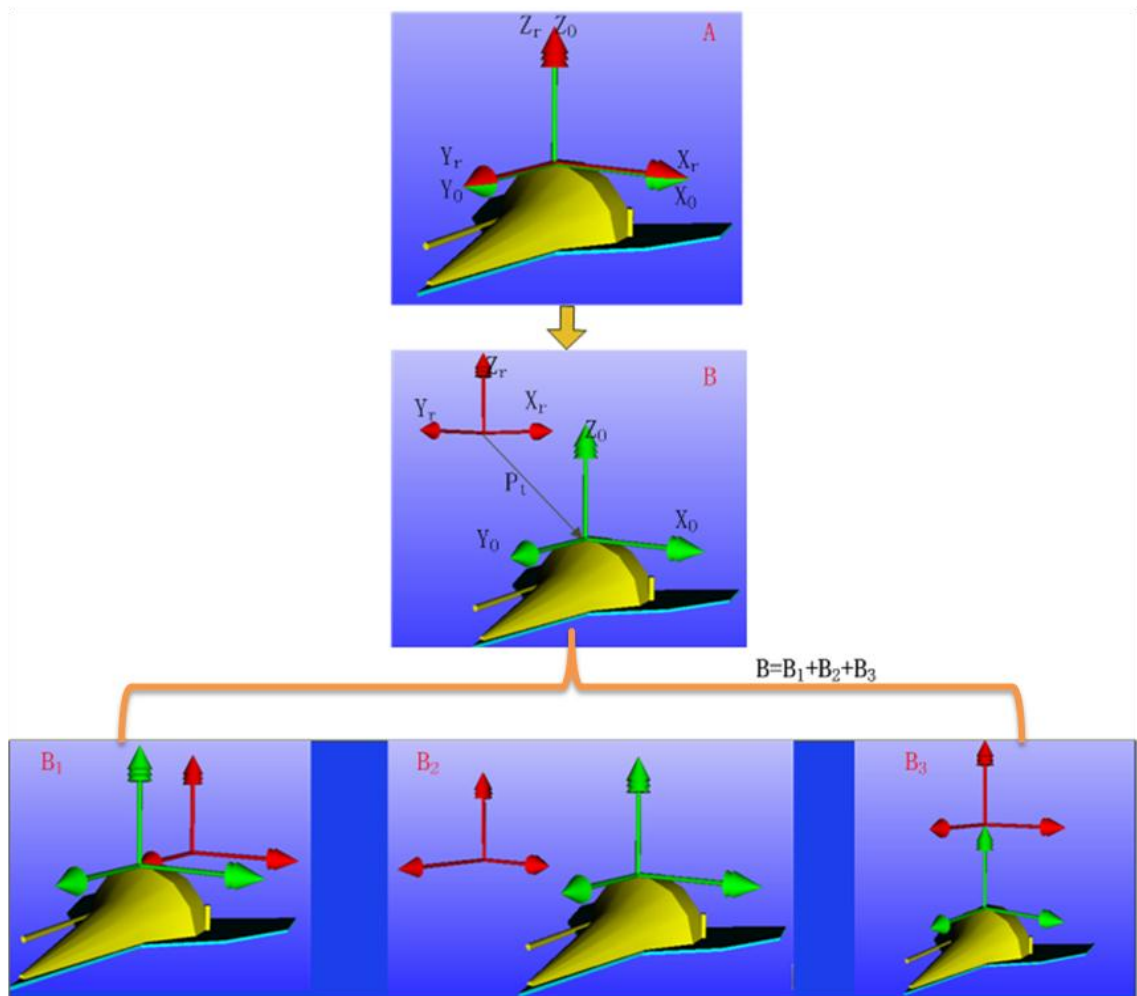 Zr Z0 A
Yr Xr
Y0 X0
Zr B
Yr Xr
Z0
Pt
Y0 X0
B=B1+B2+B3
B1 B2 B3